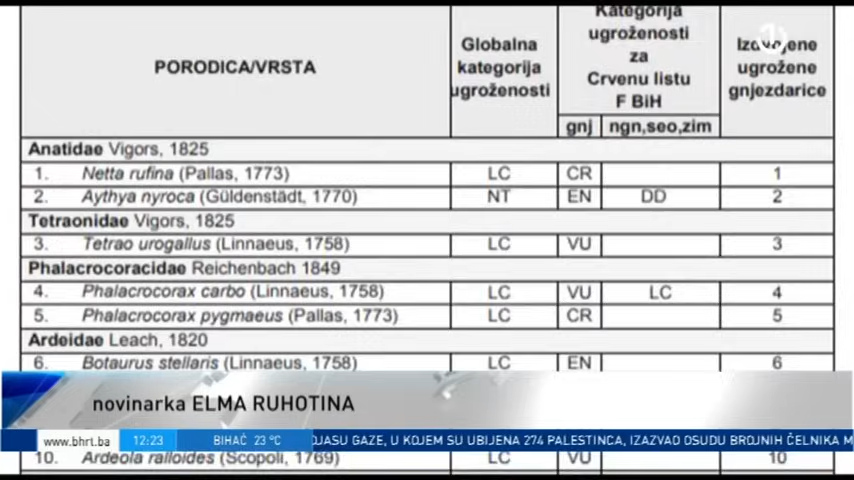 PORODICA/VRSTA
Globalna
kategorija
ugroženosti
Kategorija
ugroženosti
za
Crvenu listu
F BiH
gnj ngn,seo,zim
Izdvojene
ugrožene
gnjezdarice
Anatidae Vigors, 1825
1. Netta rufina (Pallas, 1773) LC CR 1
2. Aythya nyroca (Güldenstädt, 1770) NT EN DD 2
Tetraonidae Vigors, 1825
3. Tetrao urogallus (Linnaeus, 1758) LC VU 3
Phalacrocoracidae Reichenbach 1849
4. Phalacrocorax carbo (Linnaeus, 1758) LC VU LC 4
5. Phalacrocorax pygmaeus (Pallas, 1773) LC CR 5
Ardeidae Leach, 1820
6. Botaurus stellaris (Linnaeus, 1758) LC EN 6
novinarka ELMA RUHOTINA
www.bhrt.ba 12:23 BIHAĆ 23 °C OJASU GAZE, U KOJEM SU UBIJENA 274 PALESTINCA, IZAZVAO OSUDU BROJNIH ČELNIKA M
10. Ardeola ralloides (Scopoli, 1769) LC VU 10